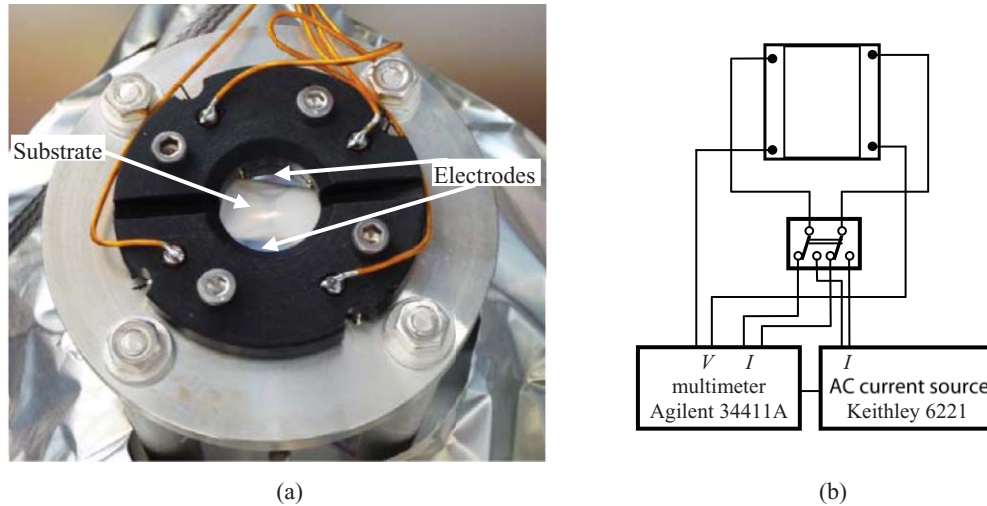 Substrate
Electrodes
V I
multimeter
Agilent 34411A
I
AC current source
Keithley 6221
(a)
(b)